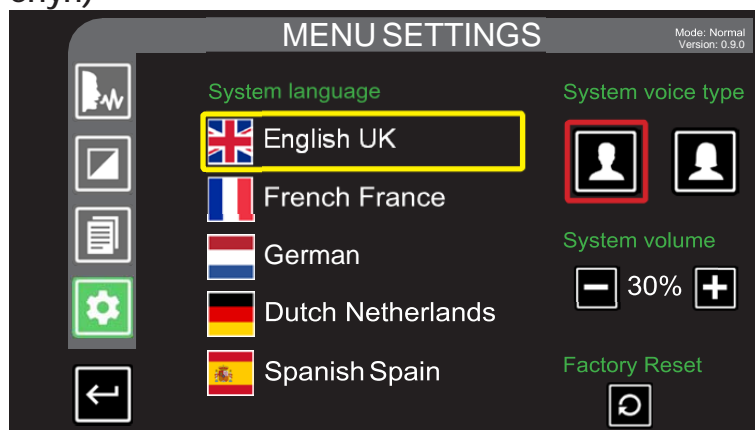 MENU SETTINGS
Mode: Normal
Version: 0.9.0
System language
English UK
French France
German
Dutch Netherlands
Spanish Spain
System voice type
System volume
30%
Factory Reset